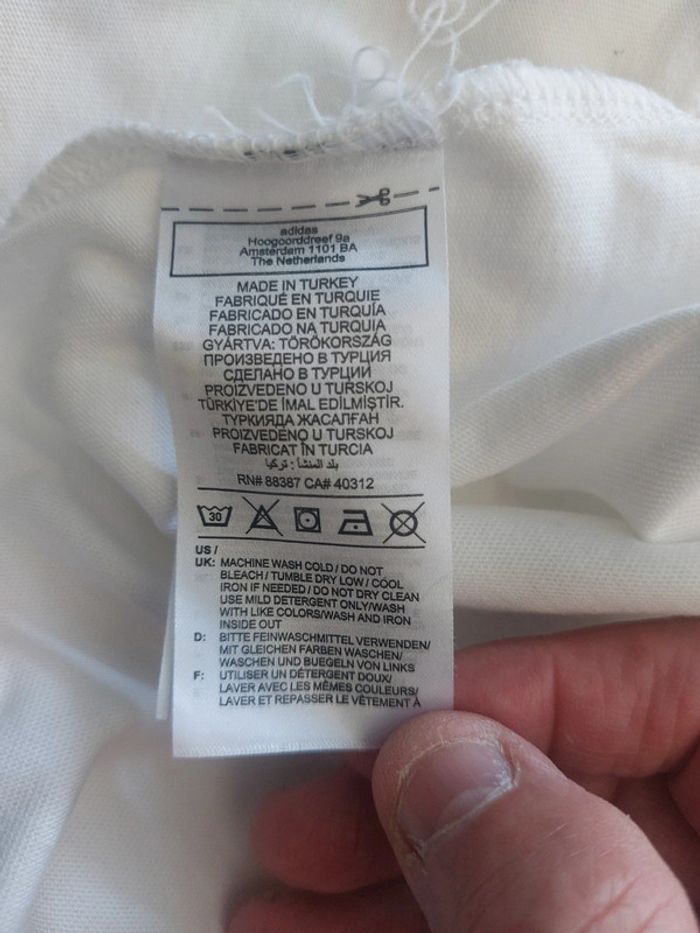 adidas
Hoogoorddreef 9a
Amsterdam 1101 BA
The Netherlands
MADE IN TURKEY
FABRIQUÉ EN TURQUIE
FABRICADO EN TURQUÍA
FABRICADO NA TURQUIA
GYÁRTVA: TÖRÖKORSZÁG
ПРОИЗВЕДЕНО В ТУРЦИЯ
СДЕЛАНО В ТУРЦИИ
PROIZVEDENO U TURSKOJ
TÜRKİYE'DE İMAL EDİLMİŞTİR.
ТУРКИЯДА ЖАСАЛҒАН
PROIZVEDENO U TURSKOJ
FABRICAT ÎN TURCIA
بلد المنشأ: تركيا
RN# 88387 CA# 40312
30
US /
UK: MACHINE WASH COLD / DO NOT
BLEACH / TUMBLE DRY LOW / COOL
IRON IF NEEDED / DO NOT DRY CLEAN
USE MILD DETERGENT ONLY/WASH
WITH LIKE COLORS/WASH AND IRON
INSIDE OUT
D: BITTE FEINWASCHMITTEL VERWENDEN/
MIT GLEICHEN FARBEN WASCHEN/
WASCHEN UND BUEGELN VON LINKS
F: UTILISER UN DÉTERGENT DOUX/
LAVER AVEC LES MÊMES COULEURS/
LAVER ET REPASSER LE VÊTEMENT À